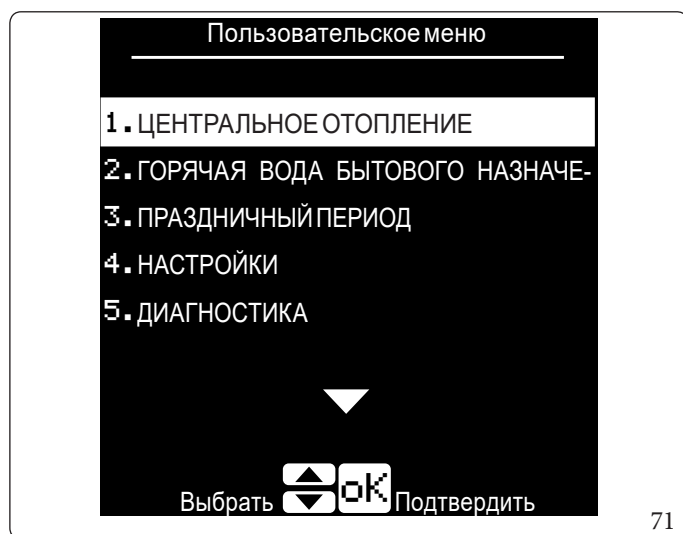 Пользовательское меню
1. ЦЕНТРАЛЬНОЕ ОТОПЛЕНИЕ
2. ГОРЯЧАЯ ВОДА БЫТОВОГО НАЗНАЧЕ-
3. ПРАЗДНИЧНЫЙ ПЕРИОД
4. НАСТРОЙКИ
5. ДИАГНОСТИКА
Выбрать oK Подтвердить
71